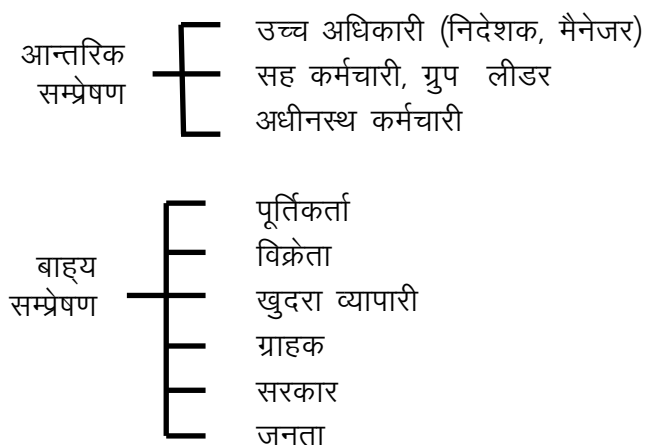 आन्तरिक
सम्प्रेषण
उच्च अधिकारी (निदेशक, मैनेजर)
सह कर्मचारी, ग्रुप लीडर
अधीनस्थ कर्मचारी
बाह्य
सम्प्रेषण
पूर्तिकर्ता
विक्रेता
खुदरा व्यापारी
ग्राहक
सरकार
जनता